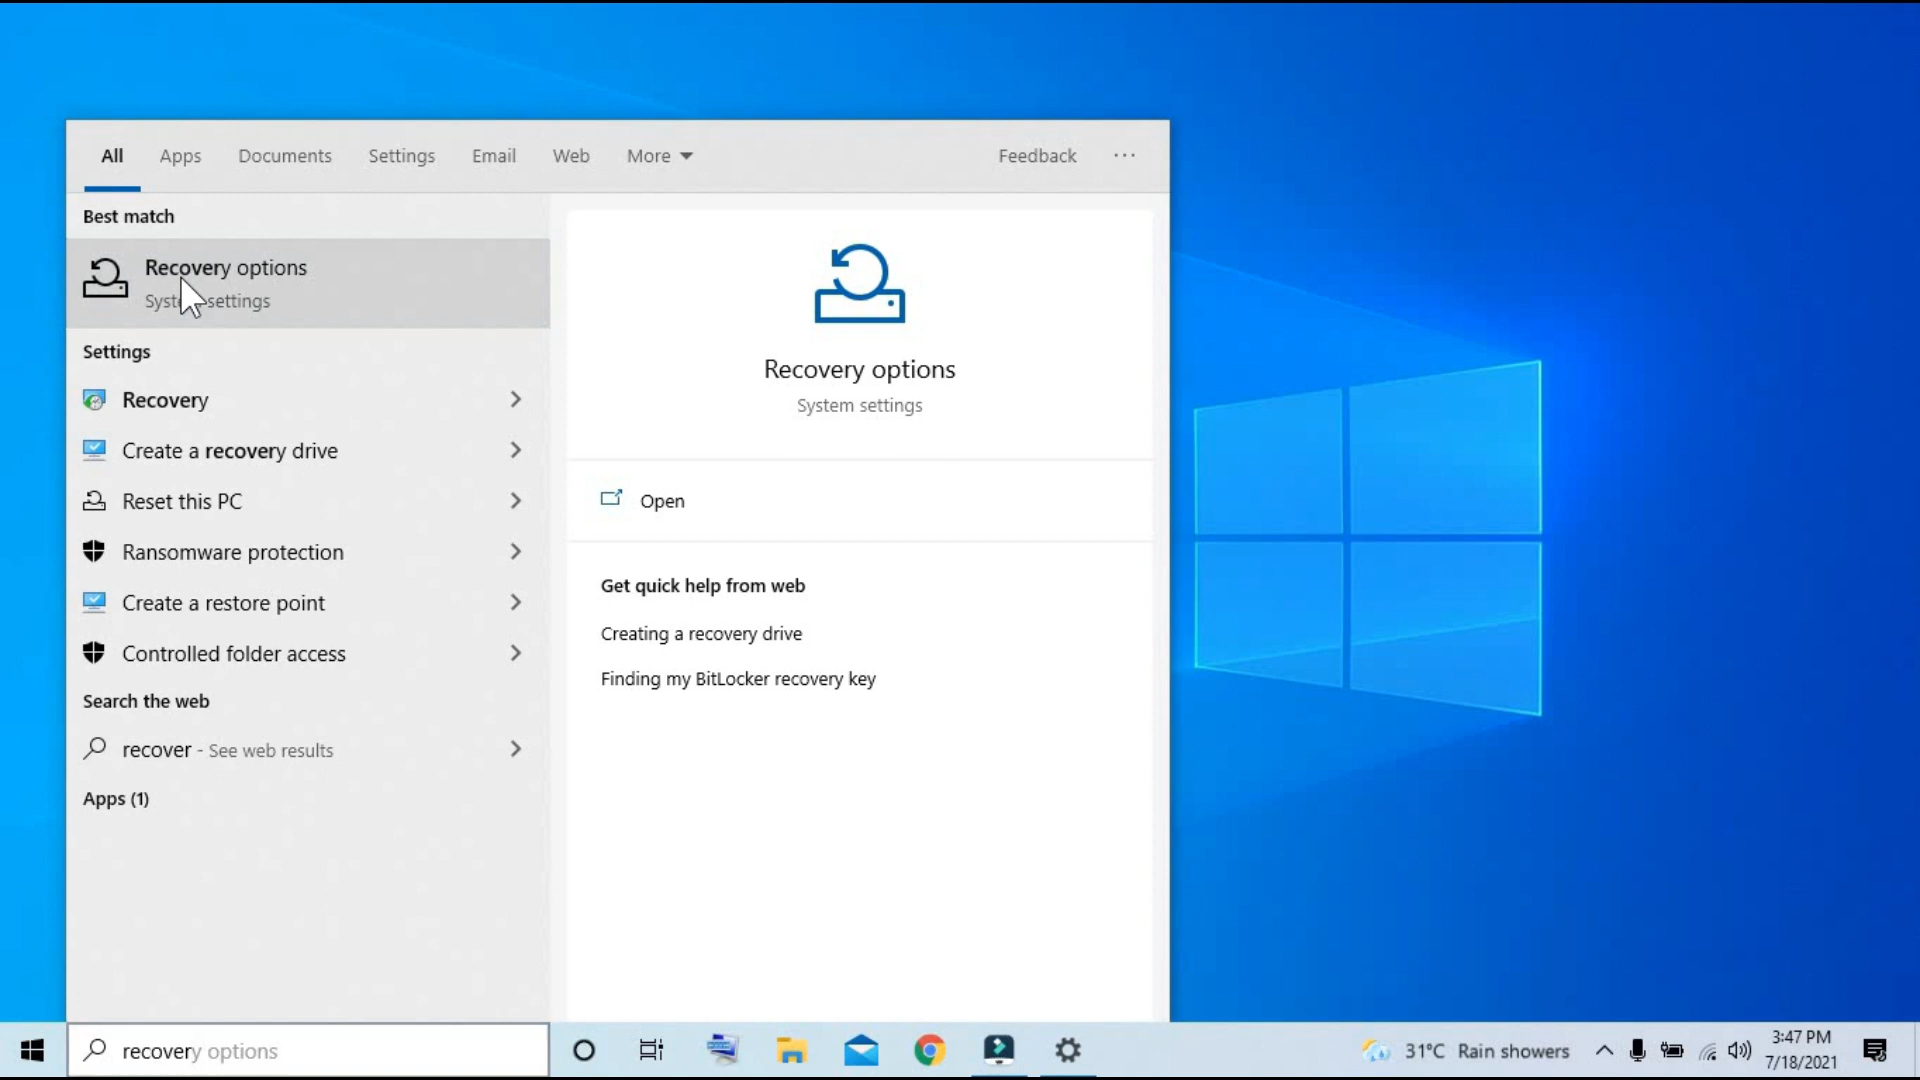 All Apps Documents Settings Email Web More Feedback ...
Best match
Recovery options
System settings
Settings
Recovery
Create a recovery drive
Reset this PC
Ransomware protection
Create a restore point
Controlled folder access
Search the web
recover - See web results
Apps (1)
Recovery options
System settings
Open
Get quick help from web
Creating a recovery drive
Finding my BitLocker recovery key
recovery options
31°C Rain showers
3:47 PM
7/18/2021